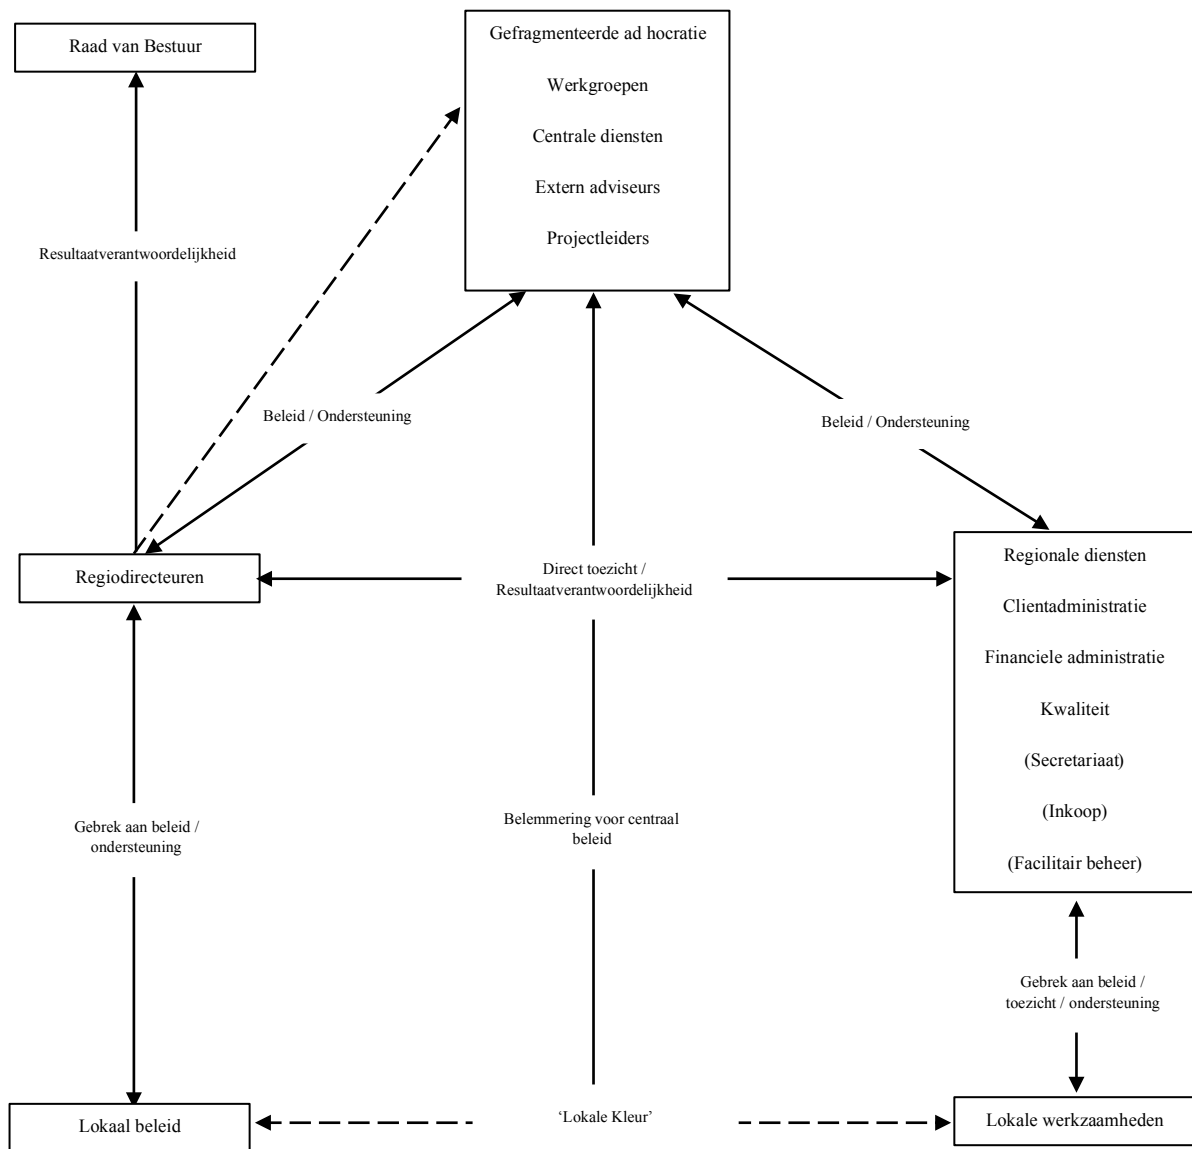 Raad van Bestuur
Gefragmenteerde ad hocratie
Werkgroepen
Centrale diensten
Extern adviseurs
Projectleiders
Resultaatverantwoordelijkheid
Beleid / Ondersteuning
Beleid / Ondersteuning
Regiodirecteuren
Direct toezicht /
Resultaatverantwoordelijkheid
Regionale diensten
Clientadministratie
Financiele administratie
Kwaliteit
(Secretariaat)
(Inkoop)
(Facilitair beheer)
Gebrek aan beleid /
ondersteuning
Belemmering voor centraal
beleid
Gebrek aan beleid /
toezicht / ondersteuning
Lokaal beleid
‘Lokale Kleur’
Lokale werkzaamheden